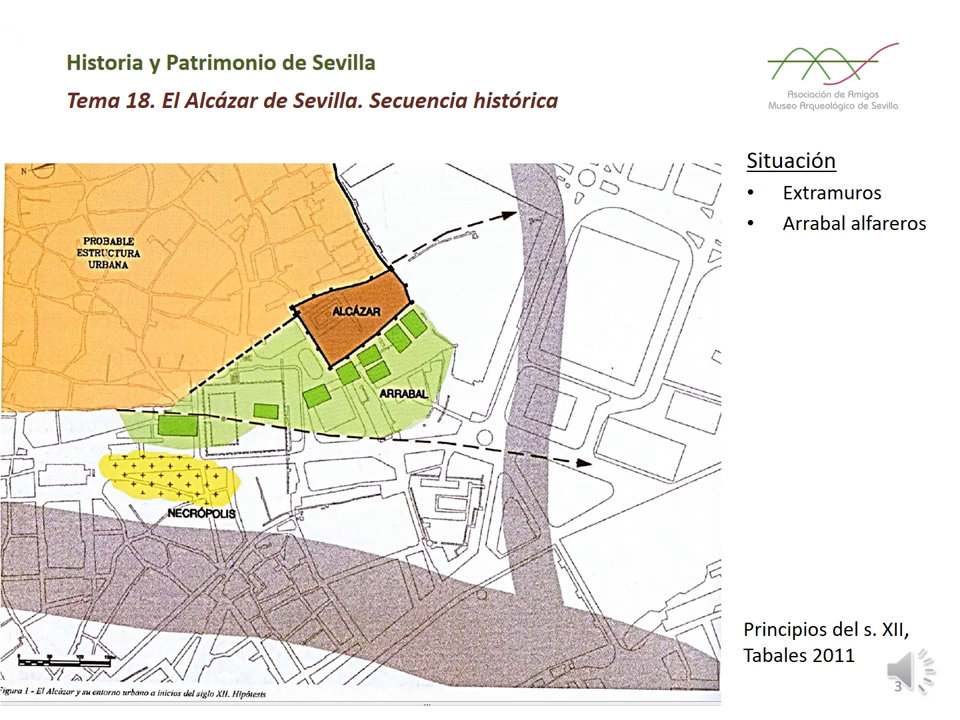 Historia y Patrimonio de Sevilla
Tema 18. El Alcázar de Sevilla. Secuencia histórica
Asociación de Amigos
Museo Arqueológico de Sevilla
Situación
• Extramuros
• Arrabal alfareros
N
PROBABLE
ESTRUCTURA
URBANA
ALCÁZAR
ARRABAL
NECRÓPOLIS
Principios del s. XII,
Tabales 2011
3
Figura 1 - El Alcázar y su entorno urbano a inicios del siglo XII. Hipótesis